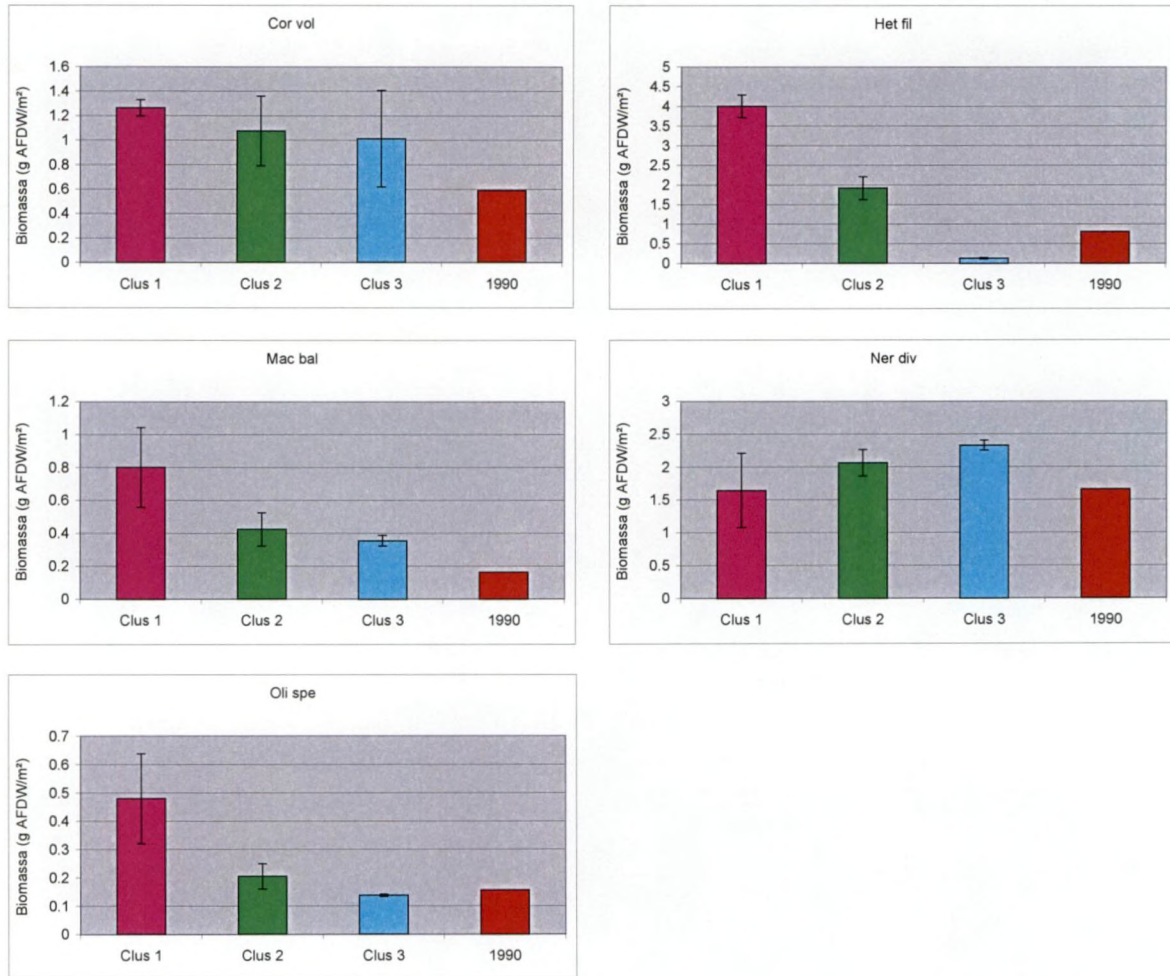 Cor vol
Biomassa (g AFDW/m²)
1.6
1.4
1.2
1
0.8
0.6
0.4
0.2
0
Clus 1 Clus 2 Clus 3 1990
Het fil
Biomassa (g AFDW/m²)
5
4.5
4
3.5
3
2.5
2
1.5
1
0.5
0
Clus 1 Clus 2 Clus 3 1990
Mac bal
Biomassa (g AFDW/m²)
1.2
1
0.8
0.6
0.4
0.2
0
Clus 1 Clus 2 Clus 3 1990
Ner div
Biomassa (g AFDW/m²)
3
2.5
2
1.5
1
0.5
0
Clus 1 Clus 2 Clus 3 1990
Oli spe
Biomassa (g AFDW/m²)
0.7
0.6
0.5
0.4
0.3
0.2
0.1
0
Clus 1 Clus 2 Clus 3 1990